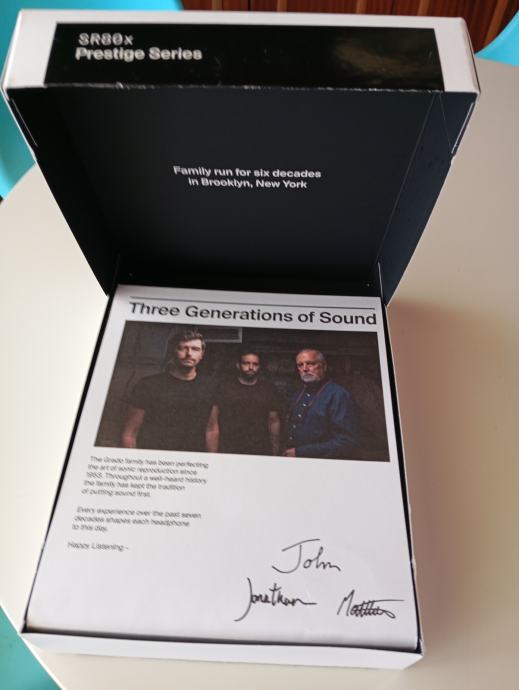 SR80x
Prestige Series
Family run for six decades
in Brooklyn, New York
Three Generations of Sound
The Grado family has been perfecting
the art of sonic reproduction since
1953. Throughout a well-heard history
the family has kept the tradition
of putting sound first.
Every experience over the past seven
decades shapes each headphone
to this day.
Happy Listening -
John
Jonathan
Matthew